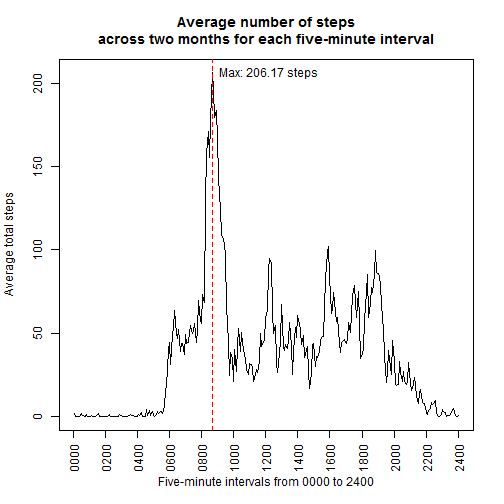 Average number of steps
across two months for each five-minute interval
Max: 206.17 steps
Average total steps
200
150
100
50
0
0000 0200 0400 0600 0800 1000 1200 1400 1600 1800 2000 2200 2400
Five-minute intervals from 0000 to 2400